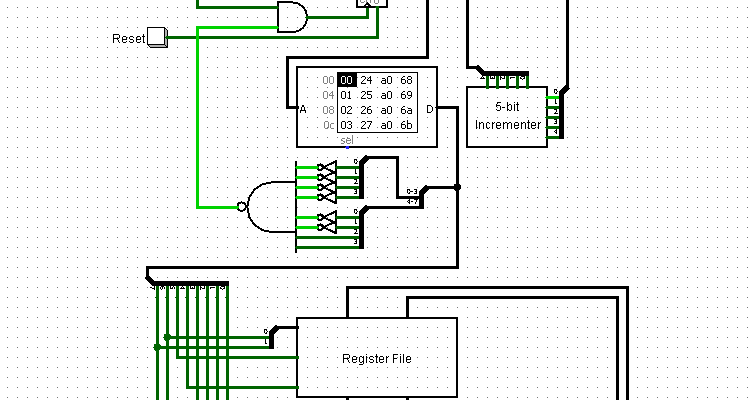 Reset
00 00 24 a0 68
04 01 25 a0 69
08 02 26 a0 6a
0c 03 27 a0 6b
A
D
sel
5-bit
Incrementer
0
1
2
3
4
0
1
2
3
0-3
4-7
0
1
2
3
0
1
Register File